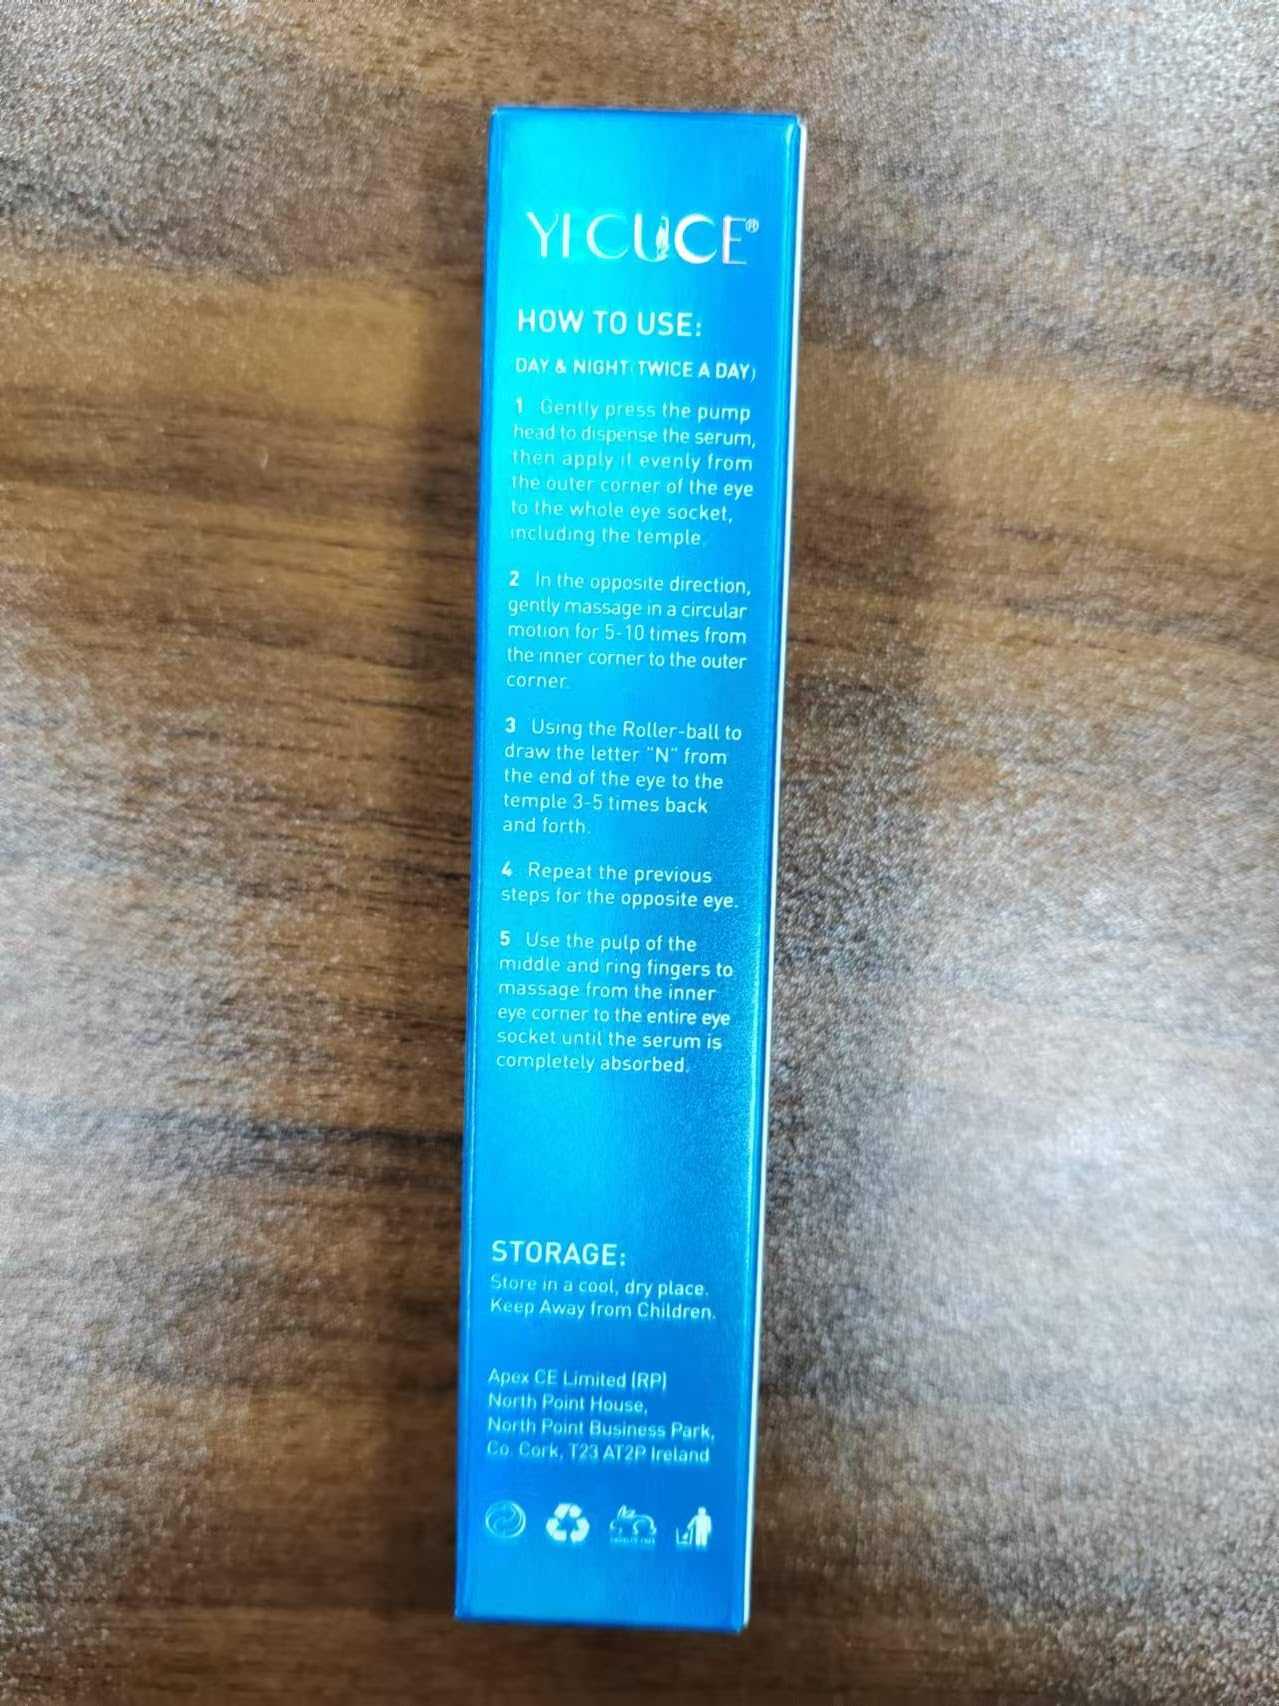 YICUCE®
HOW TO USE:
DAY & NIGHT(TWICE A DAY)
1 Gently press the pump
head to dispense the serum,
then apply it evenly from
the outer corner of the eye
to the whole eye socket,
including the temple.
2 In the opposite direction,
gently massage in a circular
motion for 5-10 times from
the inner corner to the outer
corner.
3 Using the Roller-ball to
draw the letter "N" from
the end of the eye to the
temple 3-5 times back
and forth.
4 Repeat the previous
steps for the opposite eye.
5 Use the pulp of the
middle and ring fingers to
massage from the inner
eye corner to the entire eye
socket until the serum is
completely absorbed.
STORAGE:
Store in a cool, dry place.
Keep Away from Children.
Apex CE Limited (RP)
North Point House,
North Point Business Park,
Co. Cork, T23 AT2P Ireland
CRUELTY FREE